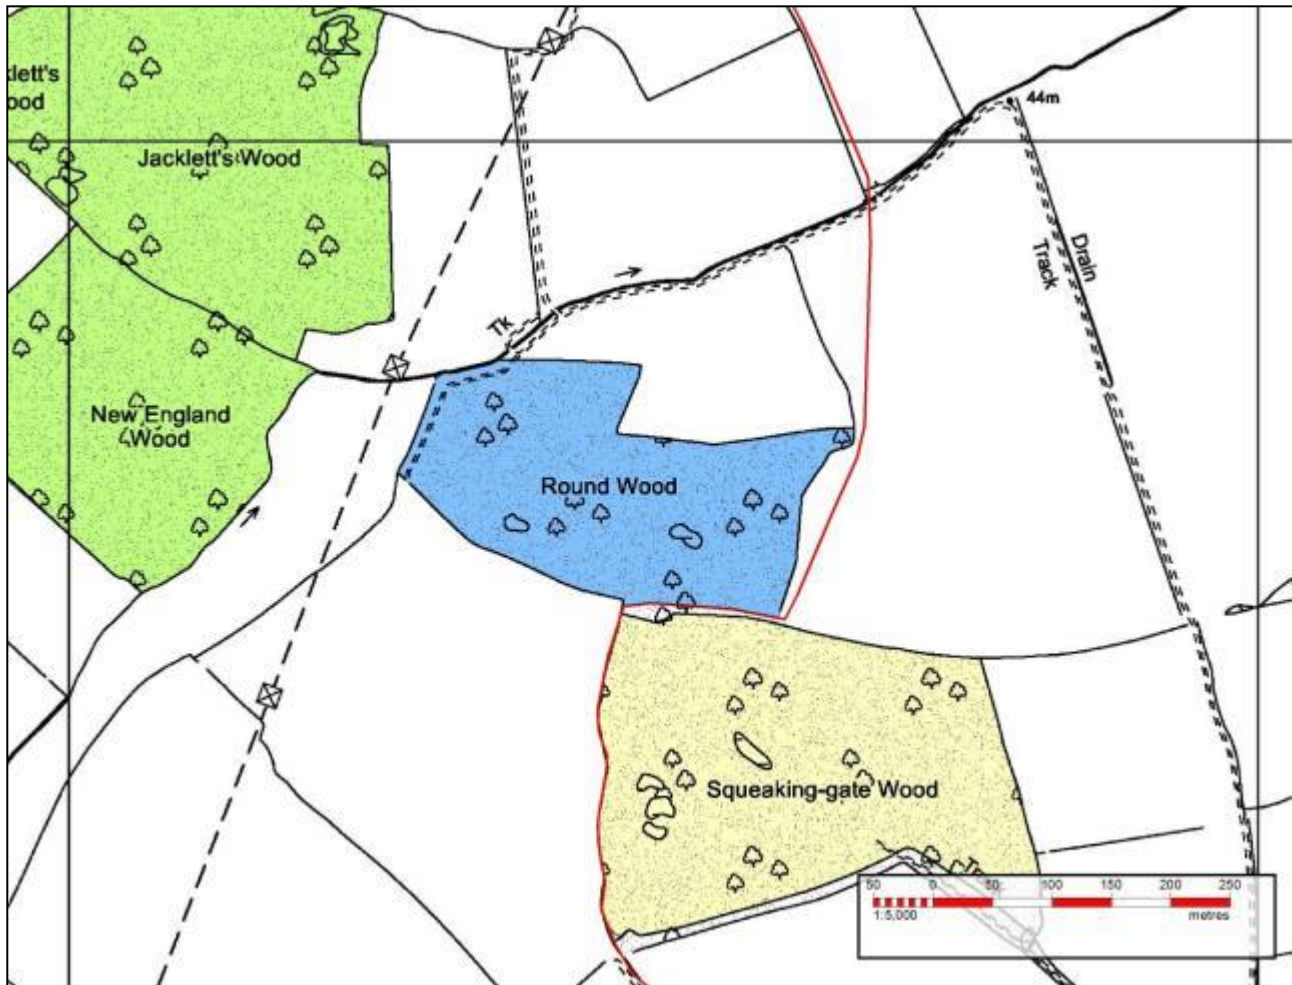 klett's
ood
44m
Jacklett's Wood
Drain
Track
Tk
New England
Wood
Round Wood
Squeaking-gate Wood
50 0 50 100 150 200 250
1:5,000 metres